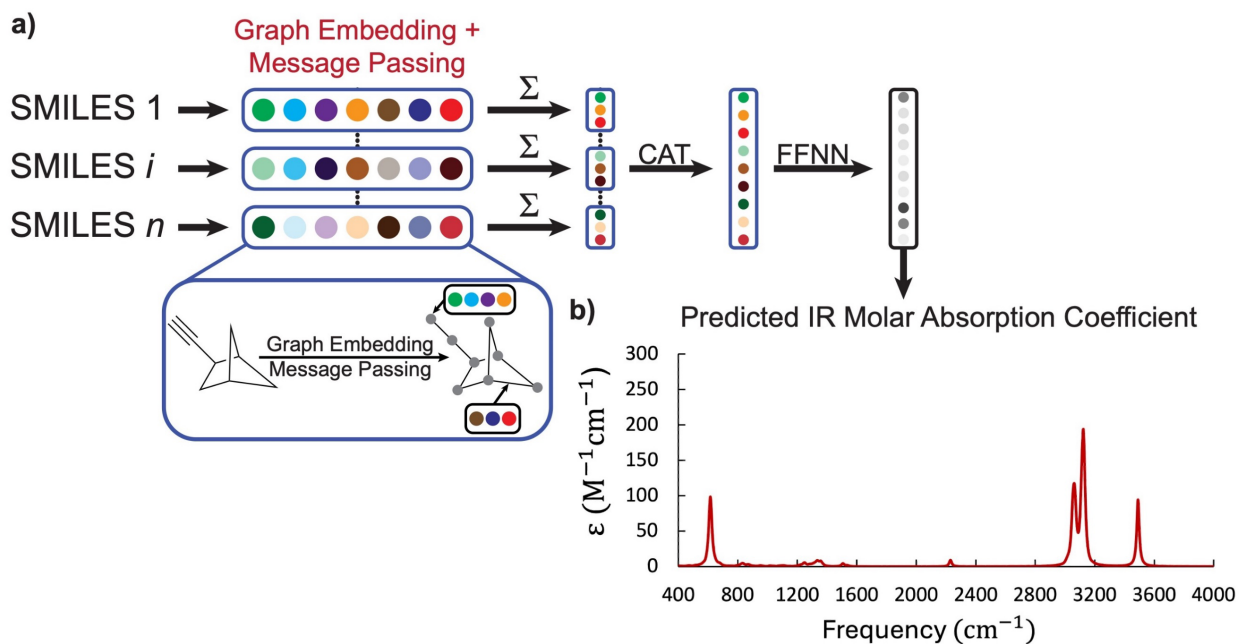 a)
Graph Embedding +
Message Passing
SMILES 1
Σ
SMILES i
Σ
CAT
FFNN
SMILES n
Σ
Graph Embedding
Message Passing
b)
Predicted IR Molar Absorption Coefficient
300
250
200
150
100
50
0
ε (M⁻¹cm⁻¹)
400 800 1200 1600 2000 2400 2800 3200 3600 4000
Frequency (cm⁻¹)